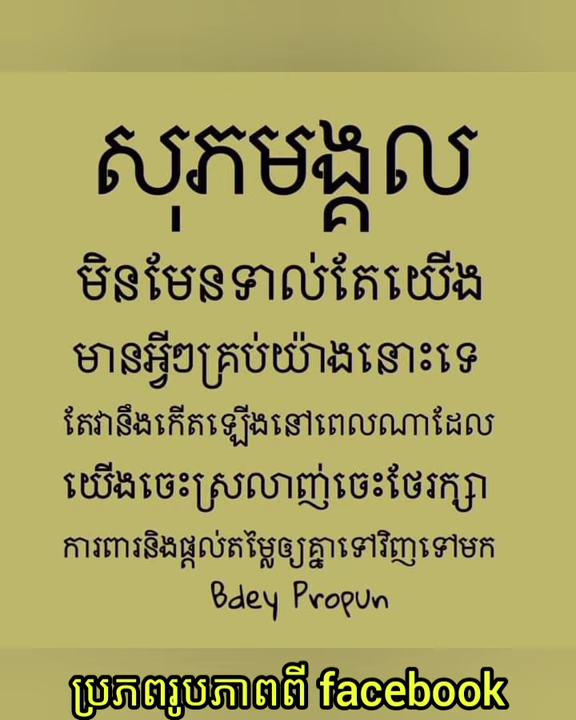 សុភមង្គល
មិនមែនទាល់តែយើង
មានអ្វីៗគ្រប់យ៉ាងនោះទេ
តែវានឹងកើតឡើងនៅពេលណាដែល
យើងចេះស្រលាញ់ចេះថែរក្សា
ការពារនិងផ្តល់តម្លៃឲ្យគ្នាទៅវិញទៅមក
Bdey Propun
ប្រភពរូបភាពពី facebook